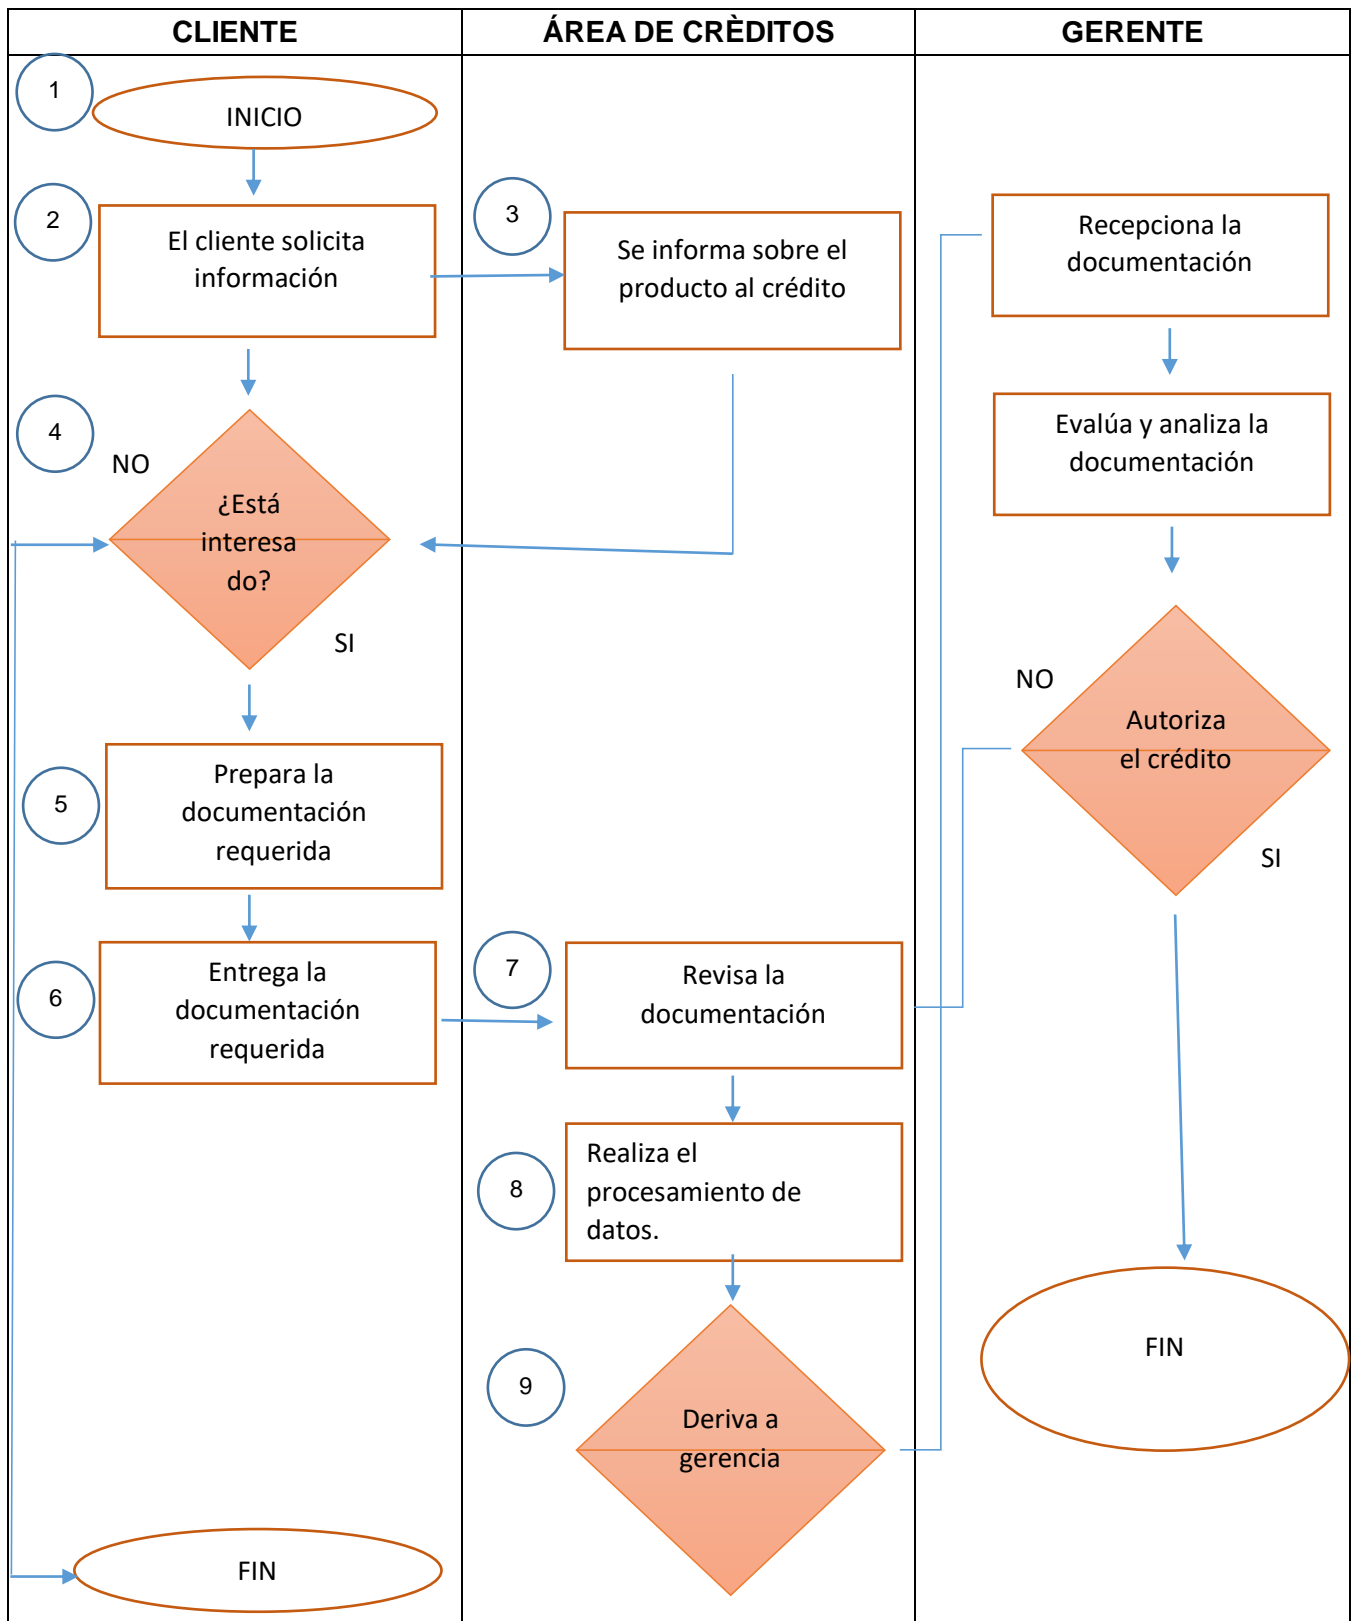 CLIENTE
ÁREA DE CRÈDITOS
GERENTE
1
INICIO
2
El cliente solicita
información
4
NO
¿Está
interesa
do?
SI
5
Prepara la
documentación
requerida
6
Entrega la
documentación
requerida
FIN
3
Se informa sobre el
producto al crédito
7
Revisa la
documentación
8
Realiza el
procesamiento de
datos.
9
Deriva a
gerencia
Recepciona la
documentación
Evalúa y analiza la
documentación
NO
Autoriza
el crédito
SI
FIN